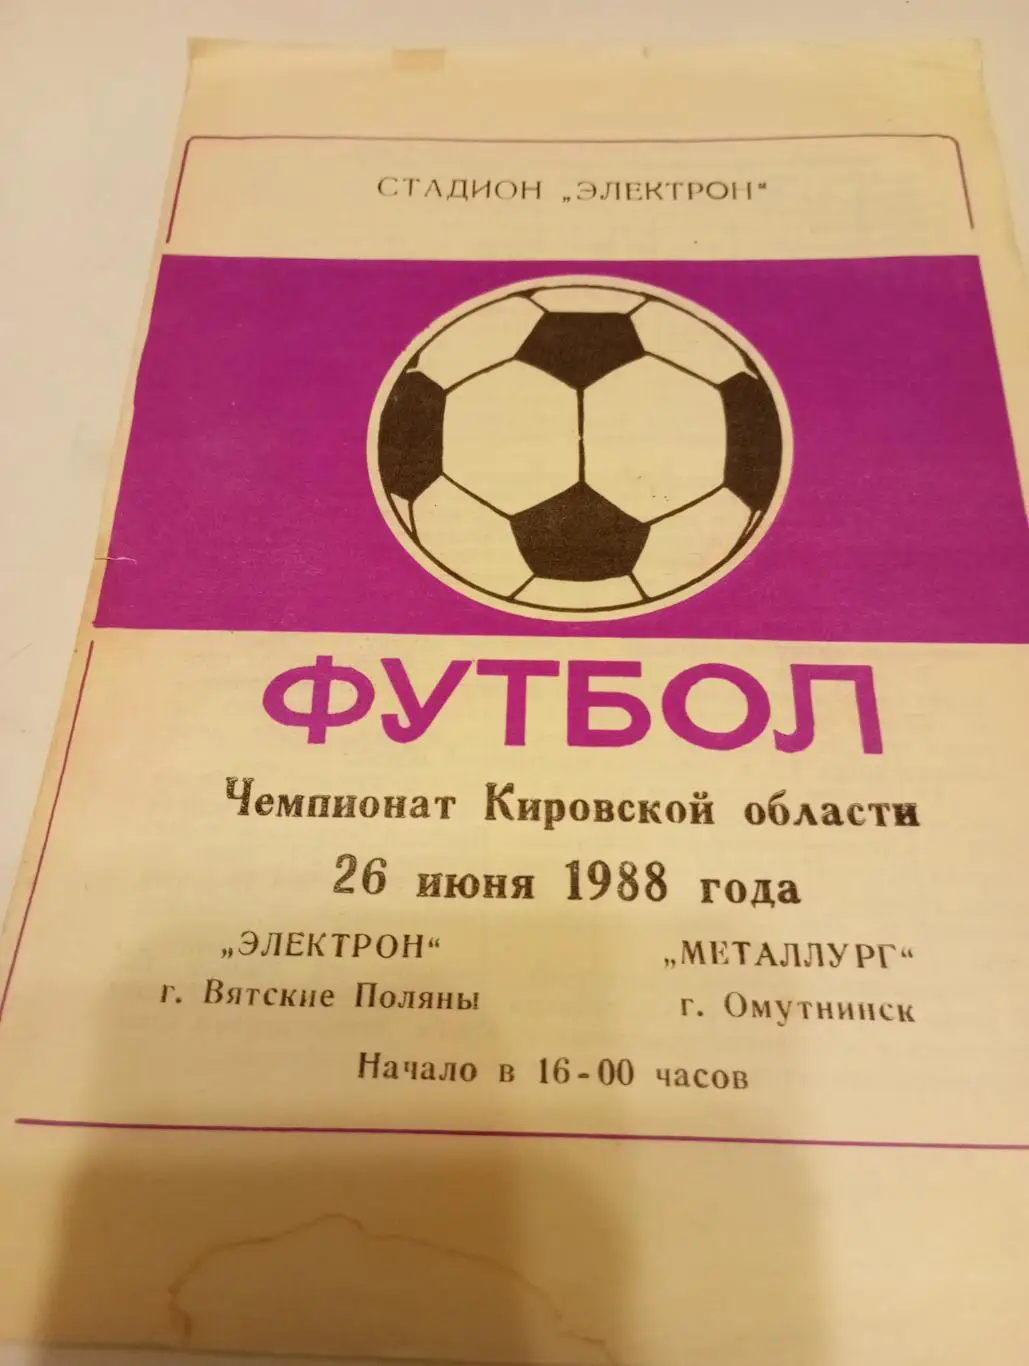 СТАДИОН „ЭЛЕКТРОН“
ФУТБОЛ
Чемпионат Кировской области
26 июня 1988 года
„ЭЛЕКТРОН“ „МЕТАЛЛУРГ“
г. Вятские Поляны г. Омутнинск
Начало в 16-00 часов